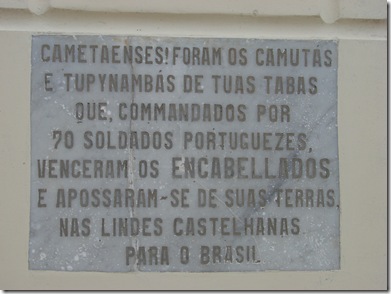 CAMETAENSES! FORAM OS CAMUTÁS
E TUPYNAMBÁS DE TUAS TABAS
QUE, COMMANDADOS POR
70 SOLDADOS PORTUGUEZES,
VENCERAM OS ENCABELLADOS
E APOSSARAM-SE DE SUAS TERRAS,
NAS LINDES CASTELHANAS
PARA O BRASIL.